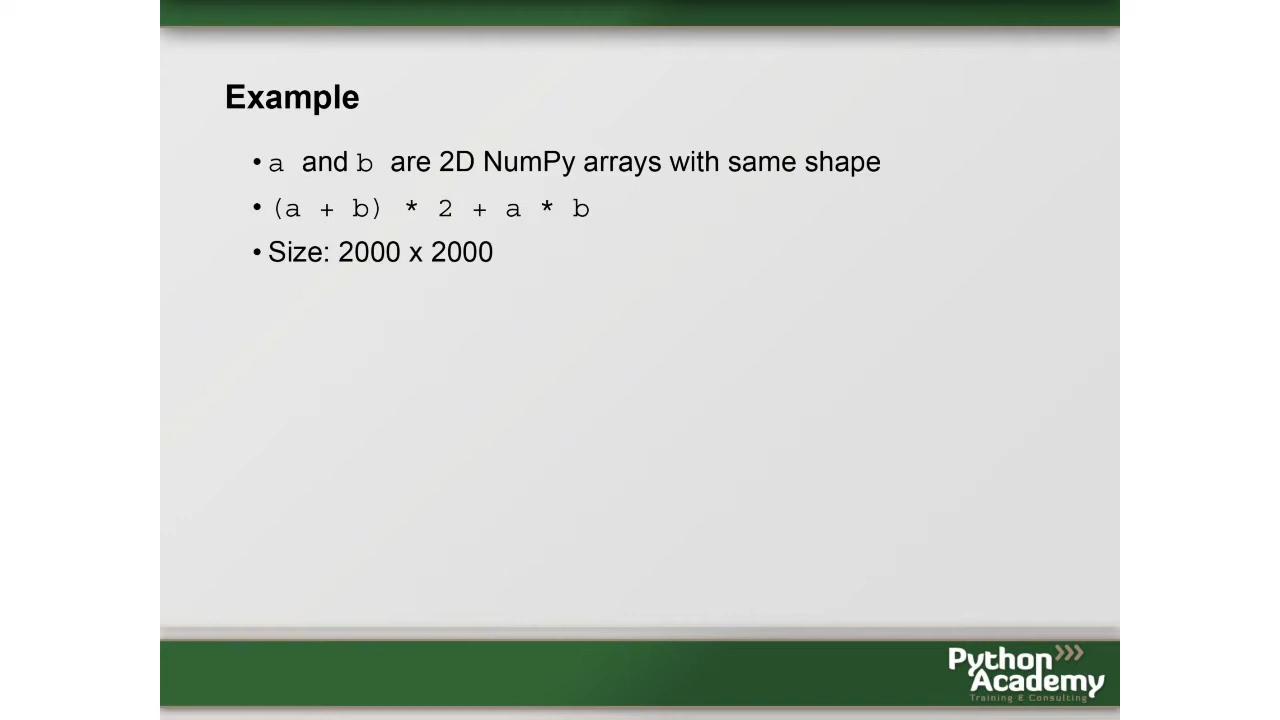 Example
• a and b are 2D NumPy arrays with same shape
• (a + b) * 2 + a * b
• Size: 2000 x 2000
Python
Academy
Training & Consulting